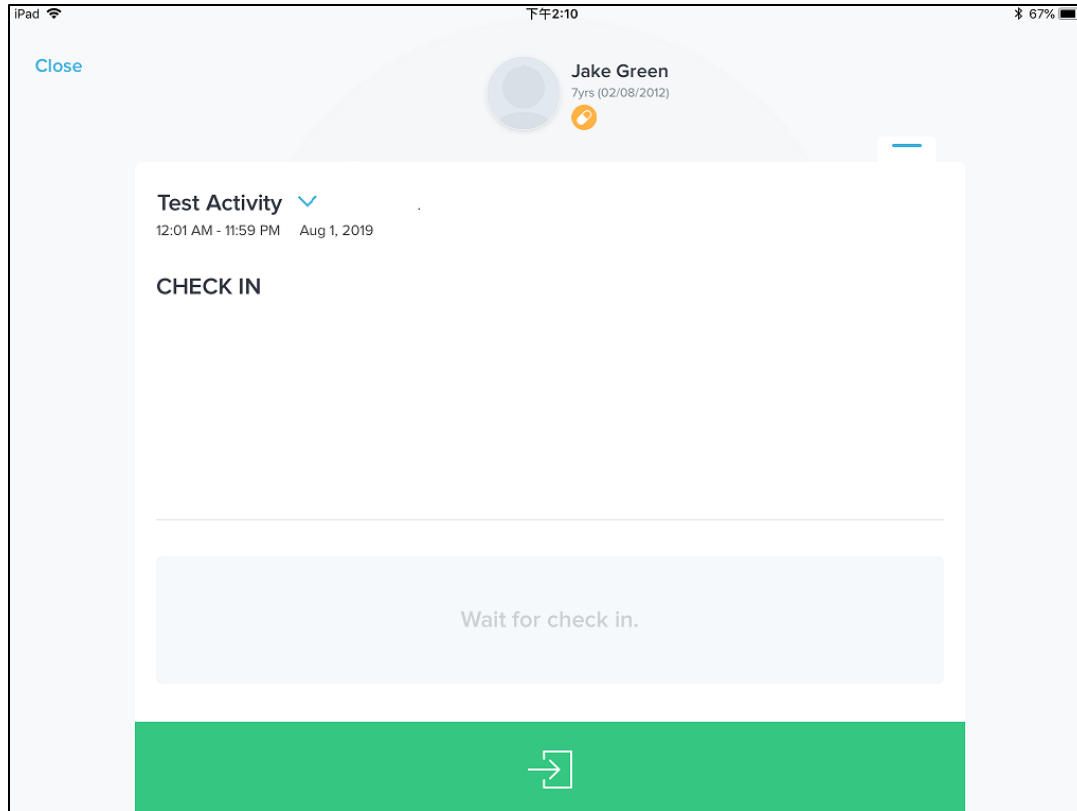 iPad 下午2:10 67%
Close
Jake Green
7yrs (02/08/2012)
Test Activity
12:01 AM - 11:59 PM Aug 1, 2019
CHECK IN
Wait for check in.